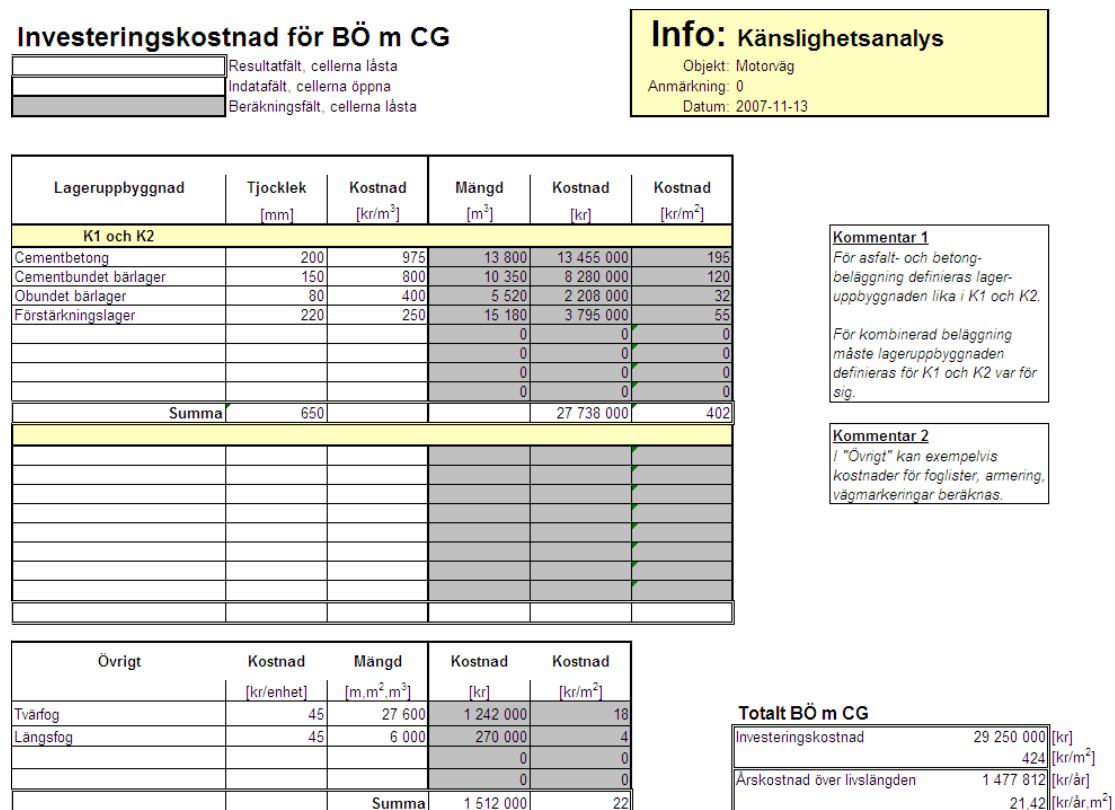 Investeringskostnad för BÖ m CG
Resultatfält, cellerna låsta
Indatafält, cellerna öppna
Beräkningsfält, cellerna låsta
Info: Känslighetsanalys
Objekt: Motorväg
Anmärkning: 0
Datum: 2007-11-13
Lageruppbyggnad Tjocklek Kostnad Mängd Kostnad Kostnad
[mm] [kr/m³] [m³] [kr] [kr/m²]
K1 och K2
Cementbetong 200 975 13 800 13 455 000 195
Cementbundet bärlager 150 800 10 350 8 280 000 120
Obundet bärlager 80 400 5 520 2 208 000 32
Förstärkningslager 220 250 15 180 3 795 000 55
0 0 0
0 0 0
0 0 0
0 0 0
Summa 650 27 738 000 402
Kommentar 1
För asfalt- och betong-
beläggning definieras lager-
uppbyggnaden lika i K1 och K2.
För kombinerad beläggning
måste lageruppbyggnaden
definieras för K1 och K2 var för
sig.
Kommentar 2
I "Övrigt" kan exempelvis
kostnader för foglister, armering,
vägmarkeringar beräknas.
Övrigt Kostnad Mängd Kostnad Kostnad
[kr/enhet] [m,m²,m³] [kr] [kr/m²]
Tvärfog 45 27 600 1 242 000 18
Längsfog 45 6 000 270 000 4
0 0
0 0
Summa 1 512 000 22
Totalt BÖ m CG
Investeringskostnad 29 250 000 [kr]
424 [kr/m²]
Årskostnad över livslängden 1 477 812 [kr/år]
21,42 [kr/år,m²]